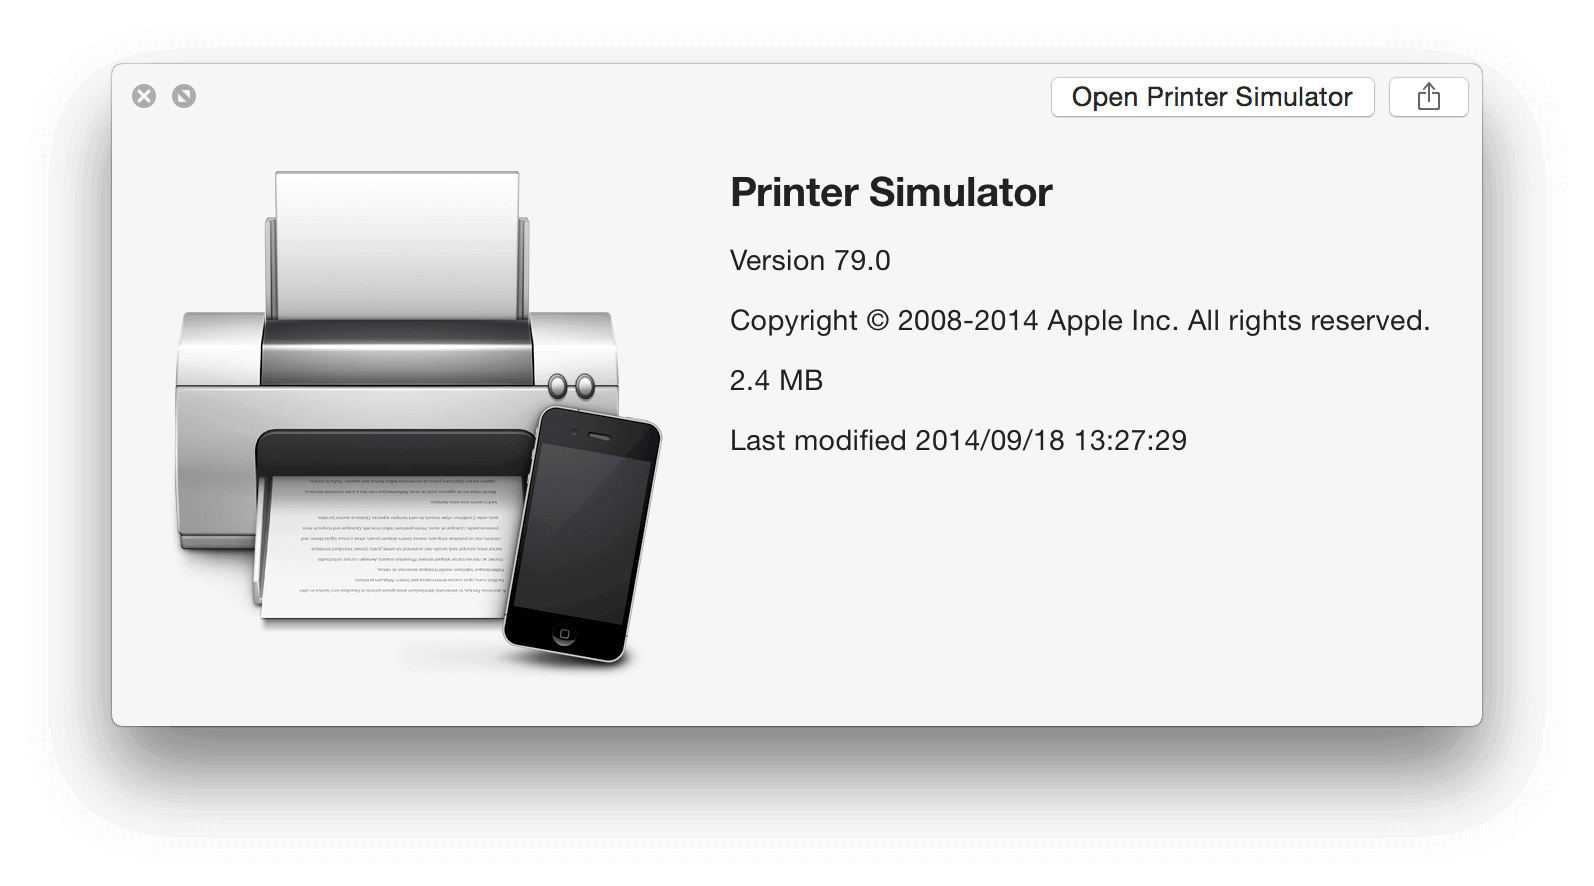 Open Printer Simulator
Printer Simulator
Version 79.0
Copyright © 2008-2014 Apple Inc. All rights reserved.
2.4 MB
Last modified 2014/09/18 13:27:29